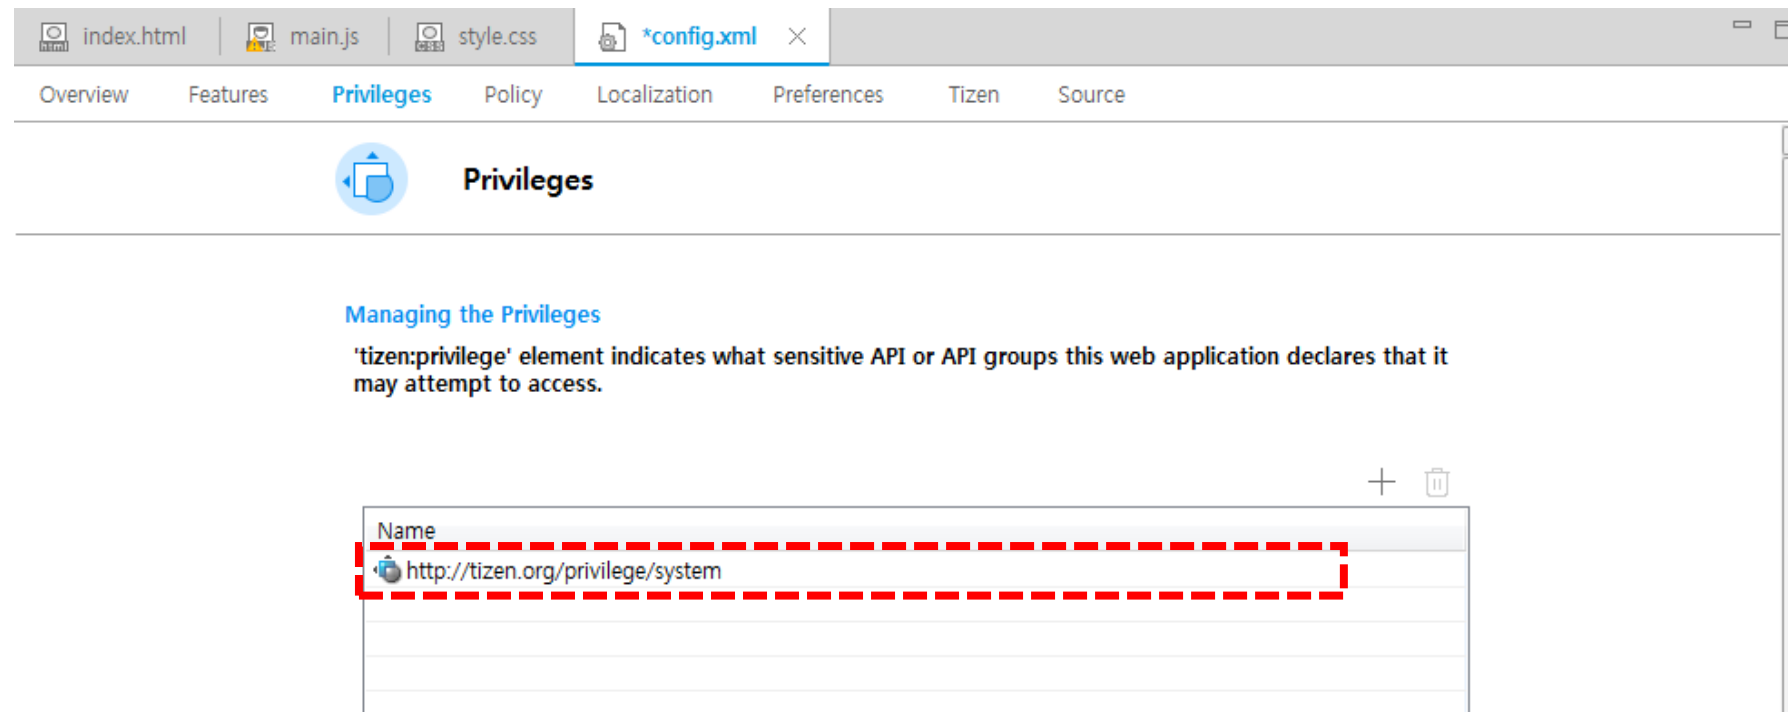 index.html main.js style.css *config.xml
Overview Features Privileges Policy Localization Preferences Tizen Source
Privileges
Managing the Privileges
'tizen:privilege' element indicates what sensitive API or API groups this web application declares that it
may attempt to access.
Name
http://tizen.org/privilege/system